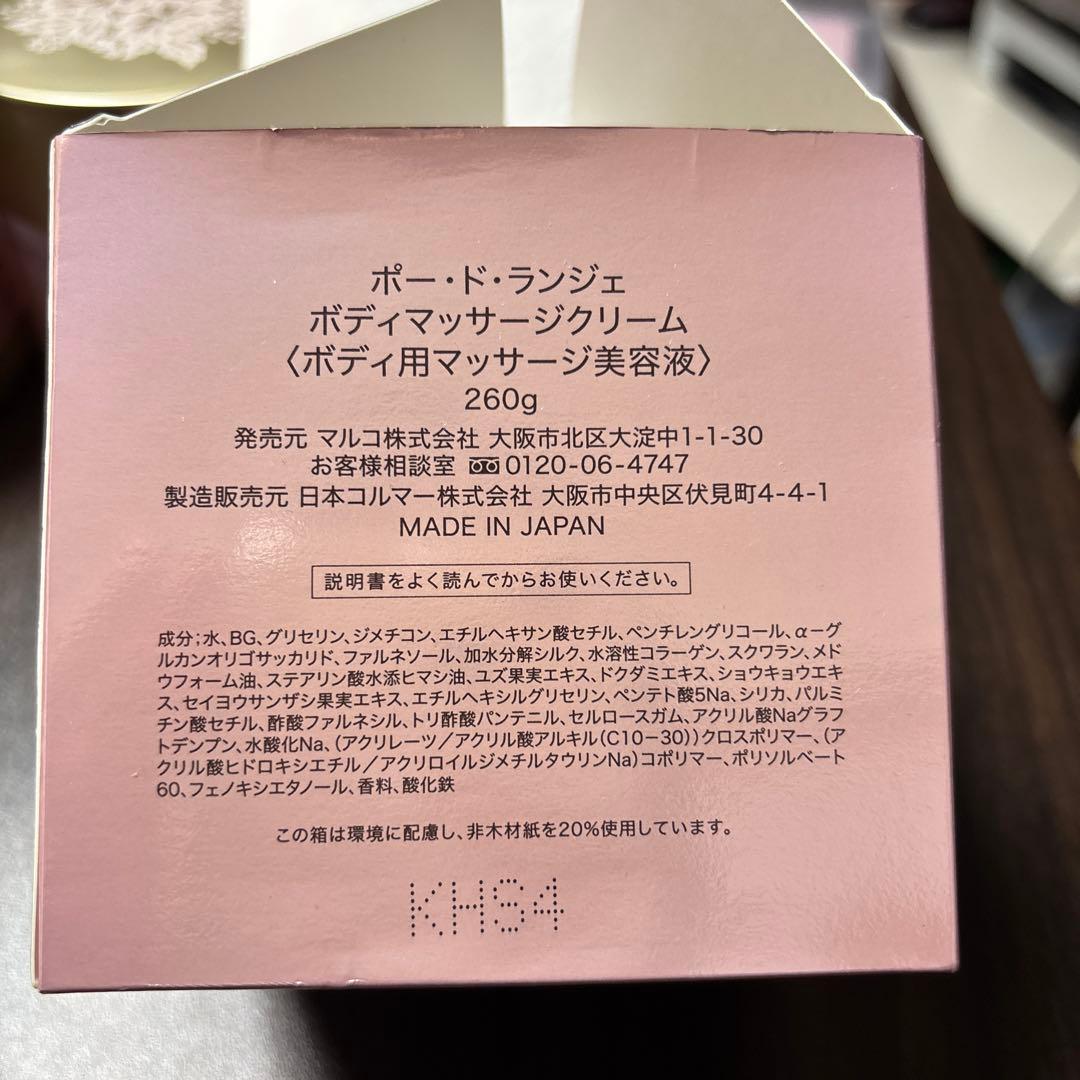 ポー・ド・ランジェ
ボディマッサージクリーム
〈ボディ用マッサージ美容液〉
260g
発売元 マルコ株式会社 大阪市北区大淀中1-1-30
お客様相談室 0120-06-4747
製造販売元 日本コルマー株式会社 大阪市中央区伏見町4-4-1
MADE IN JAPAN
説明書をよく読んでからお使いください。
成分;水、BG、グリセリン、ジメチコン、エチルヘキサン酸セチル、ペンチレングリコール、α－グ
ルカンオリゴサッカリド、ファルネソール、加水分解シルク、水溶性コラーゲン、スクワラン、メド
ウフォーム油、ステアリン酸水添ヒマシ油、ユズ果実エキス、ドクダミエキス、ショウキョウエキ
ス、セイヨウサンザシ果実エキス、エチルヘキシルグリセリン、ペンテト酸5Na、シリカ、パルミ
チン酸セチル、酢酸ファルネシル、トリ酢酸パンテニル、セルロースガム、アクリル酸Naグラフ
トデンプン、水酸化Na、(アクリレーツ／アクリル酸アルキル(C10－30))クロスポリマー、(ア
クリル酸ヒドロキシエチル／アクリロイルジメチルタウリンNa)コポリマー、ポリソルベート
60、フェノキシエタノール、香料、酸化鉄
この箱は環境に配慮し、非木材紙を20%使用しています。
KHS4